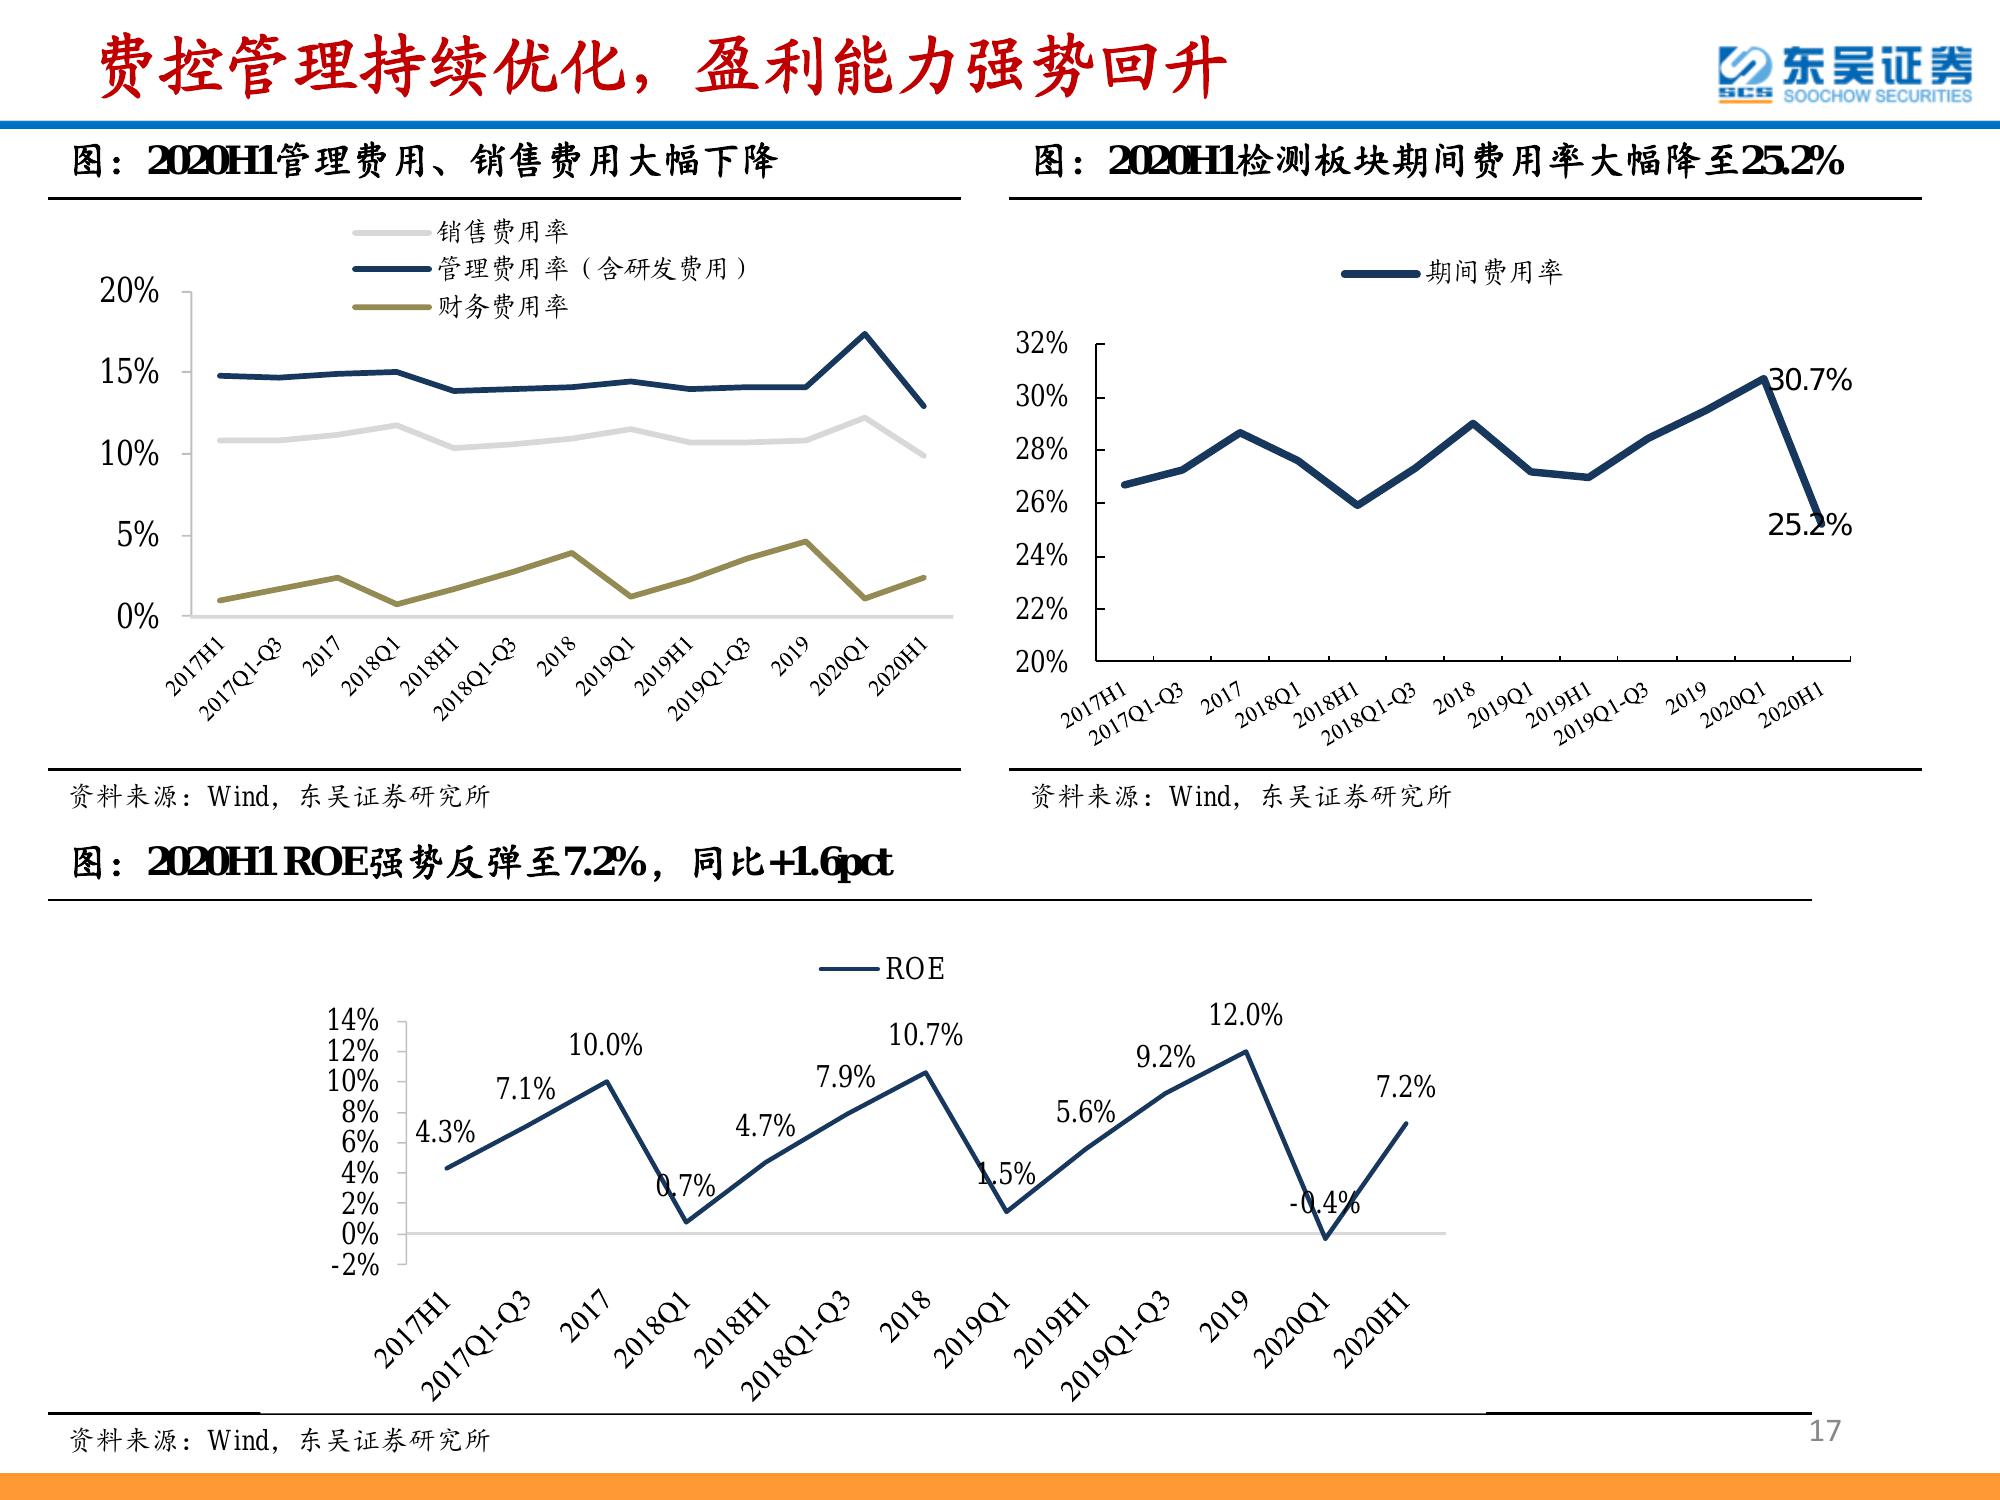 费控管理持续优化，盈利能力强势回升
东吴证券
SCS
SOOCHOW SECURITIES
图：2020H1管理费用、销售费用大幅下降
销售费用率
管理费用率（含研发费用）
财务费用率
20%
15%
10%
5%
0%
2017H1
2017Q1-Q3
2017
2018Q1
2018H1
2018Q1-Q3
2018
2019Q1
2019H1
2019Q1-Q3
2019
2020Q1
2020H1
资料来源：Wind，东吴证券研究所
图：2020H1检测板块期间费用率大幅降至25.2%
期间费用率
32%
30%
28%
26%
24%
22%
20%
30.7%
25.2%
2017H1
2017Q1-Q3
2017
2018Q1
2018H1
2018Q1-Q3
2018
2019Q1
2019H1
2019Q1-Q3
2019
2020Q1
2020H1
资料来源：Wind，东吴证券研究所
图：2020H1 ROE强势反弹至7.2%，同比+1.6pct
ROE
14%
12%
10%
8%
6%
4%
2%
0%
-2%
4.3%
7.1%
10.0%
0.7%
4.7%
7.9%
10.7%
1.5%
5.6%
9.2%
12.0%
-0.4%
7.2%
2017H1
2017Q1-Q3
2017
2018Q1
2018H1
2018Q1-Q3
2018
2019Q1
2019H1
2019Q1-Q3
2019
2020Q1
2020H1
资料来源：Wind，东吴证券研究所
17